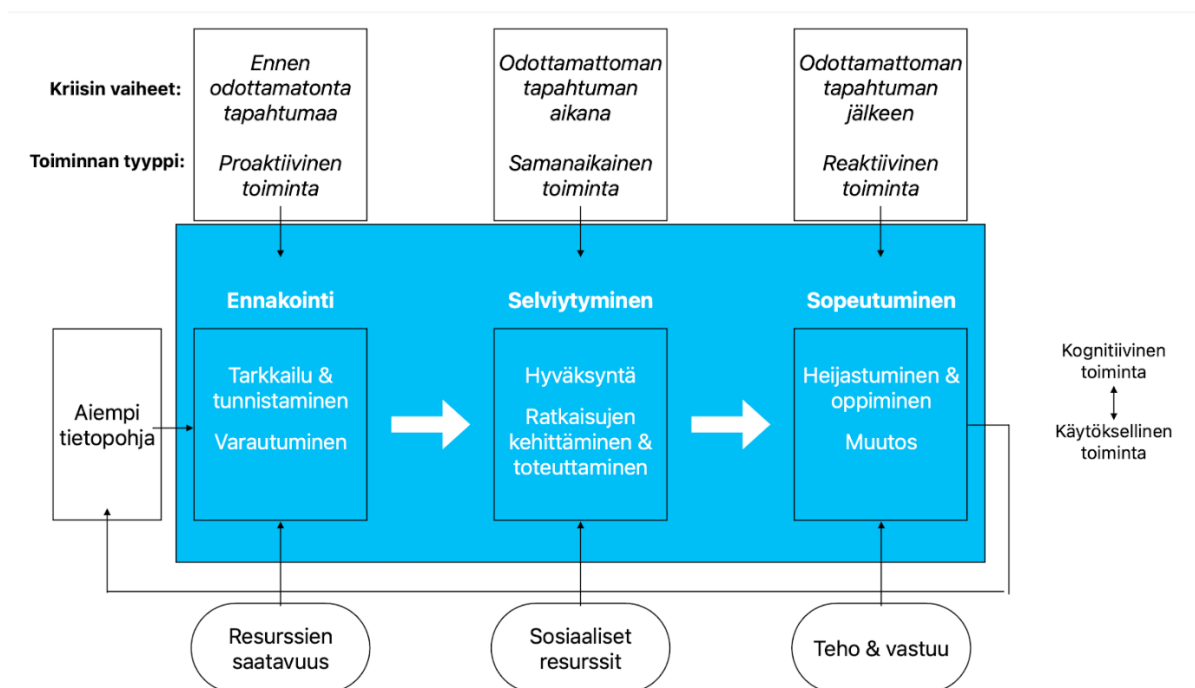 Kriisin vaiheet:
Ennen
odottamatonta
tapahtumaa
Odottamattoman
tapahtuman
aikana
Odottamattoman
tapahtuman
jälkeen
Toiminnan tyyppi:
Proaktiivinen
toiminta
Samanaikainen
toiminta
Reaktiivinen
toiminta
Ennakointi
Selviytyminen
Sopeutuminen
Aiempi
tietopohja
Tarkkailu &
tunnistaminen
Varautuminen
Hyväksyntä
Ratkaisujen
kehittäminen &
toteuttaminen
Heijastuminen &
oppiminen
Muutos
Kognitiivinen
toiminta
Käytöksellinen
toiminta
Resurssien
saatavuus
Sosiaaliset
resurssit
Teho & vastuu